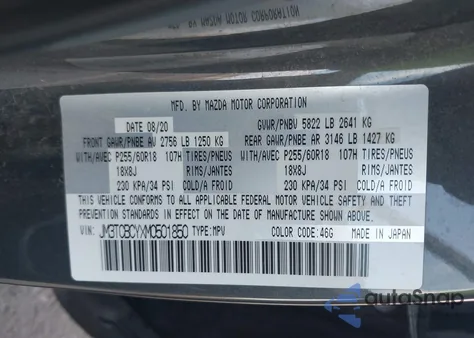 MFD. BY MAZDA MOTOR CORPORATION
DATE 08/20 GVWR/PNBV 5822 LB 2641 KG
FRONT GAWR/PNBE AV 2756 LB 1250 KG REAR GAWR/PNBE AR 3146 LB 1427 KG
WITH/AVEC P255/60R18 107H TIRES/PNEUS WITH/AVEC P255/60R18 107H TIRES/PNEUS
18X8J RIMS/JANTES 18X8J RIMS/JANTES
230 KPA/34 PSI COLD/A FROID 230 KPA/34 PSI COLD/A FROID
THIS VEHICLE CONFORMS TO ALL APPLICABLE FEDERAL MOTOR VEHICLE SAFETY
AND THEFT PREVENTION STANDARDS IN EFFECT ON THE DATE OF MANUFACTURE SHOWN ABOVE.
VIN: JM3TCBCYXM0501850 TYPE:MPV COLOR CODE:46G MADE IN JAPAN
autoSnap